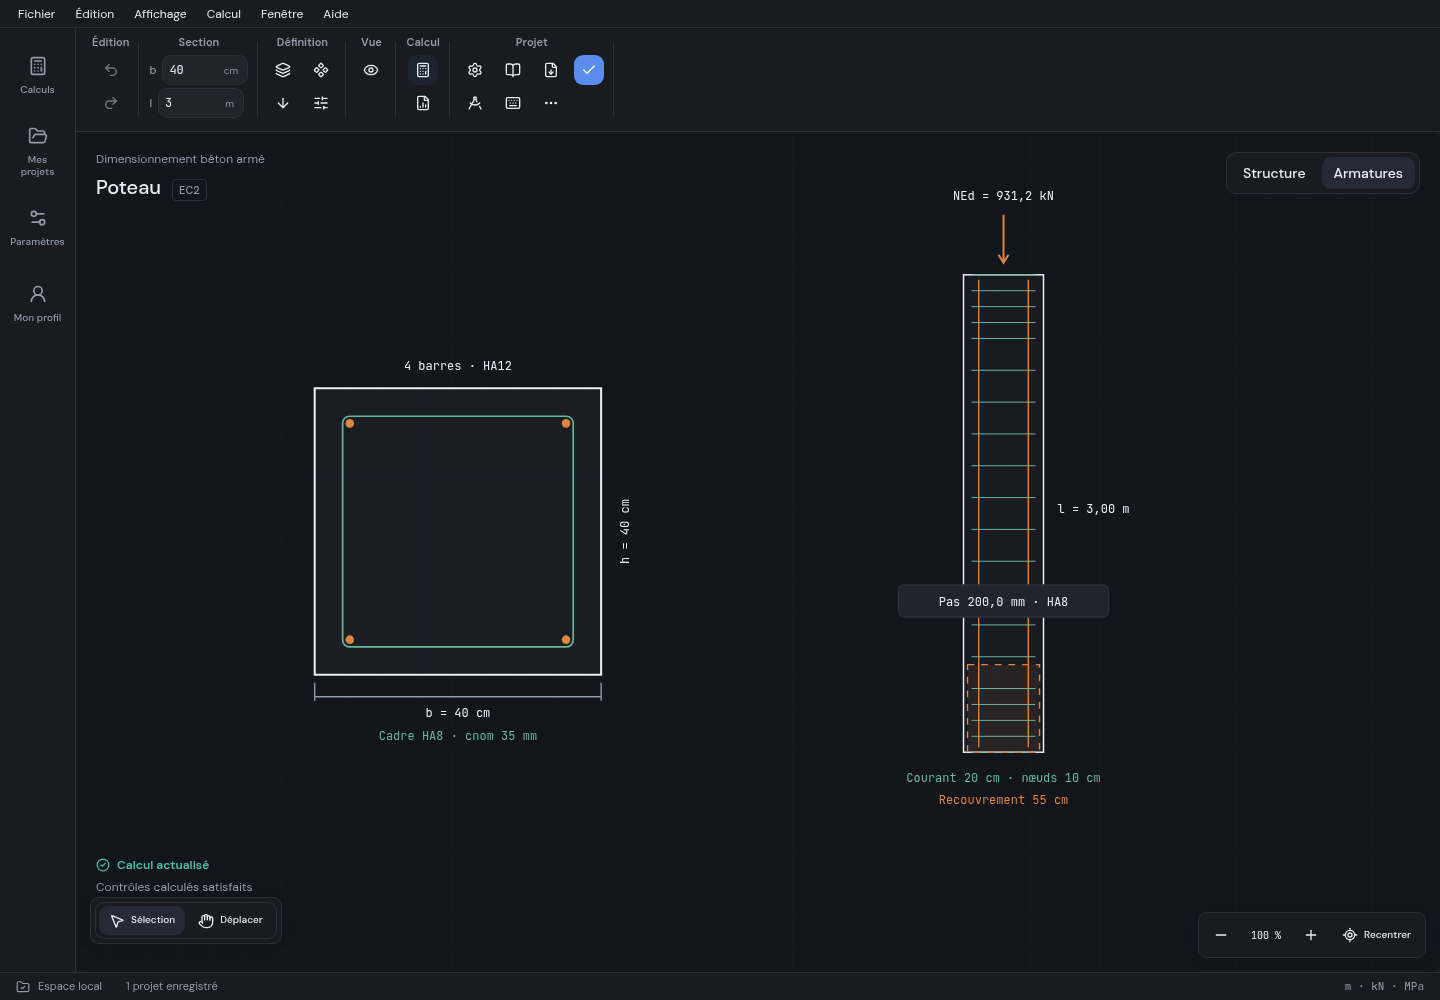 Fichier Édition Affichage Calcul Fenêtre Aide
Édition Section Définition Vue Calcul Projet
b 40 cm
l 3 m
Calculs
Mes projets
Paramètres
Mon profil
Dimensionnement béton armé
Poteau EC2
Structure Armatures
NEd = 931,2 kN
4 barres · HA12
h = 40 cm
l = 3,00 m
Pas 200,0 mm · HA8
b = 40 cm
Cadre HA8 · cnom 35 mm
Courant 20 cm · nœuds 10 cm
Recouvrement 55 cm
Calcul actualisé
Contrôles calculés satisfaits
Sélection Déplacer
100 % Recentrer
Espace local 1 projet enregistré m · kN · MPa